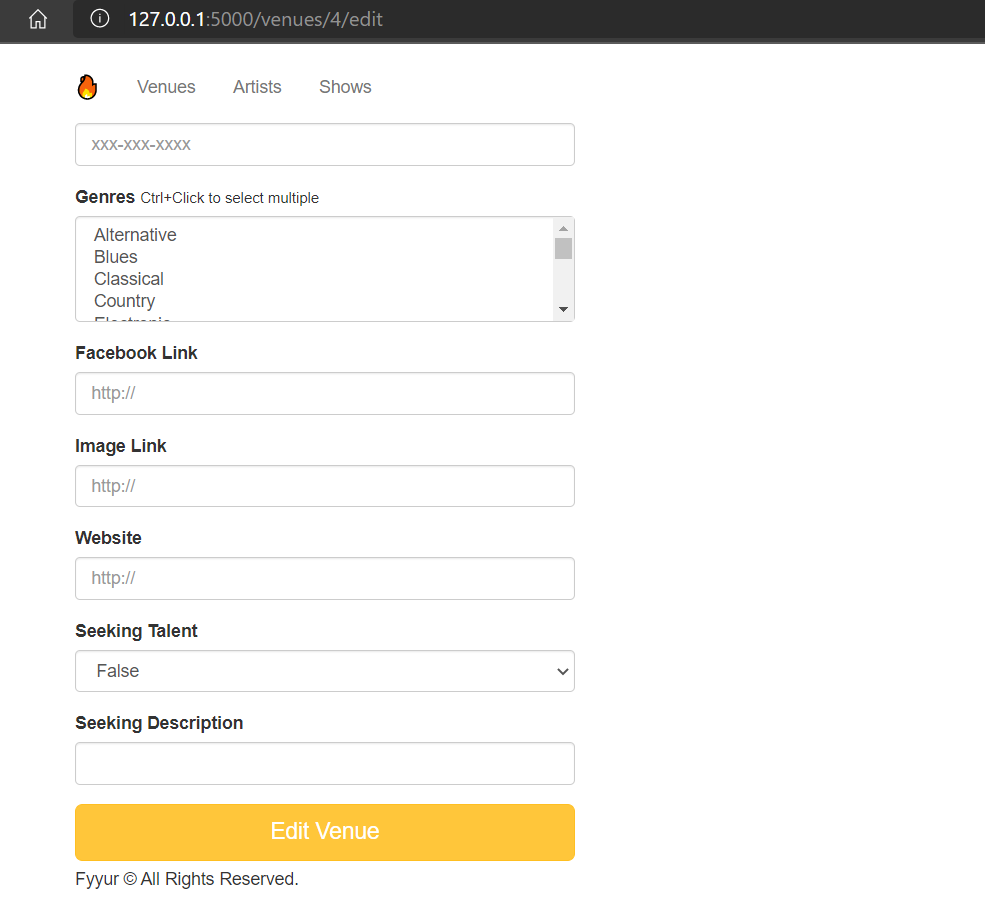 127.0.0.1:5000/venues/4/edit
Venues Artists Shows
xxx-xxx-xxxx
Genres Ctrl+Click to select multiple
Alternative
Blues
Classical
Country
Electronic
Facebook Link
http://
Image Link
http://
Website
http://
Seeking Talent
False
Seeking Description
Edit Venue
Fyyur © All Rights Reserved.